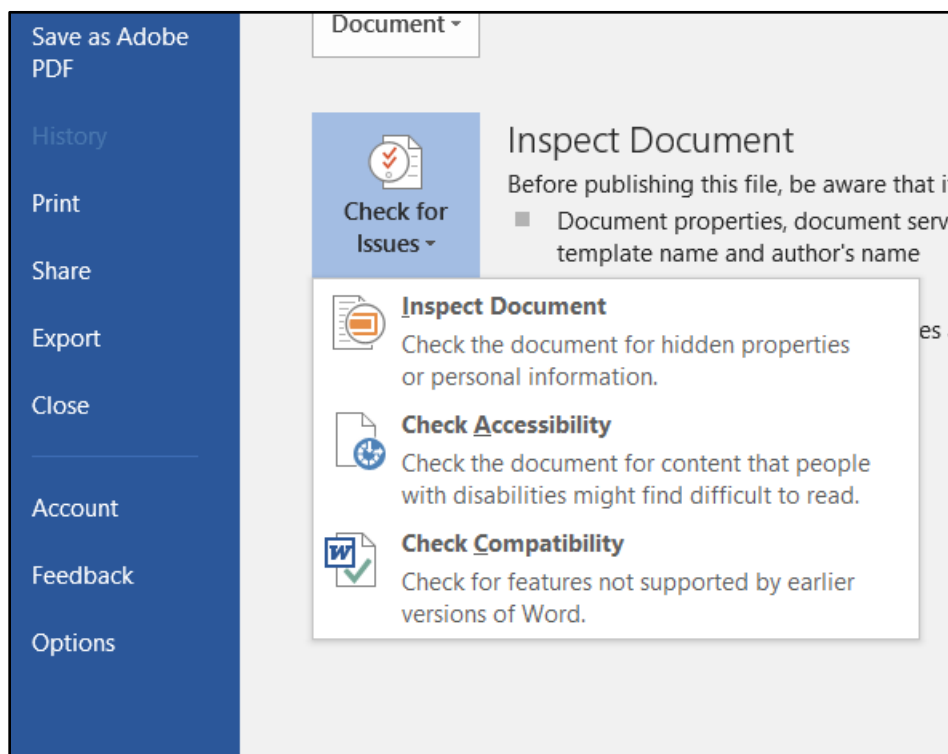 Save as Adobe
PDF
History
Print
Share
Export
Close
Account
Feedback
Options
Document
Check for
Issues
Inspect Document
Before publishing this file, be aware that i
Document properties, document serv
template name and author's name
es
Inspect Document
Check the document for hidden properties
or personal information.
Check Accessibility
Check the document for content that people
with disabilities might find difficult to read.
Check Compatibility
Check for features not supported by earlier
versions of Word.